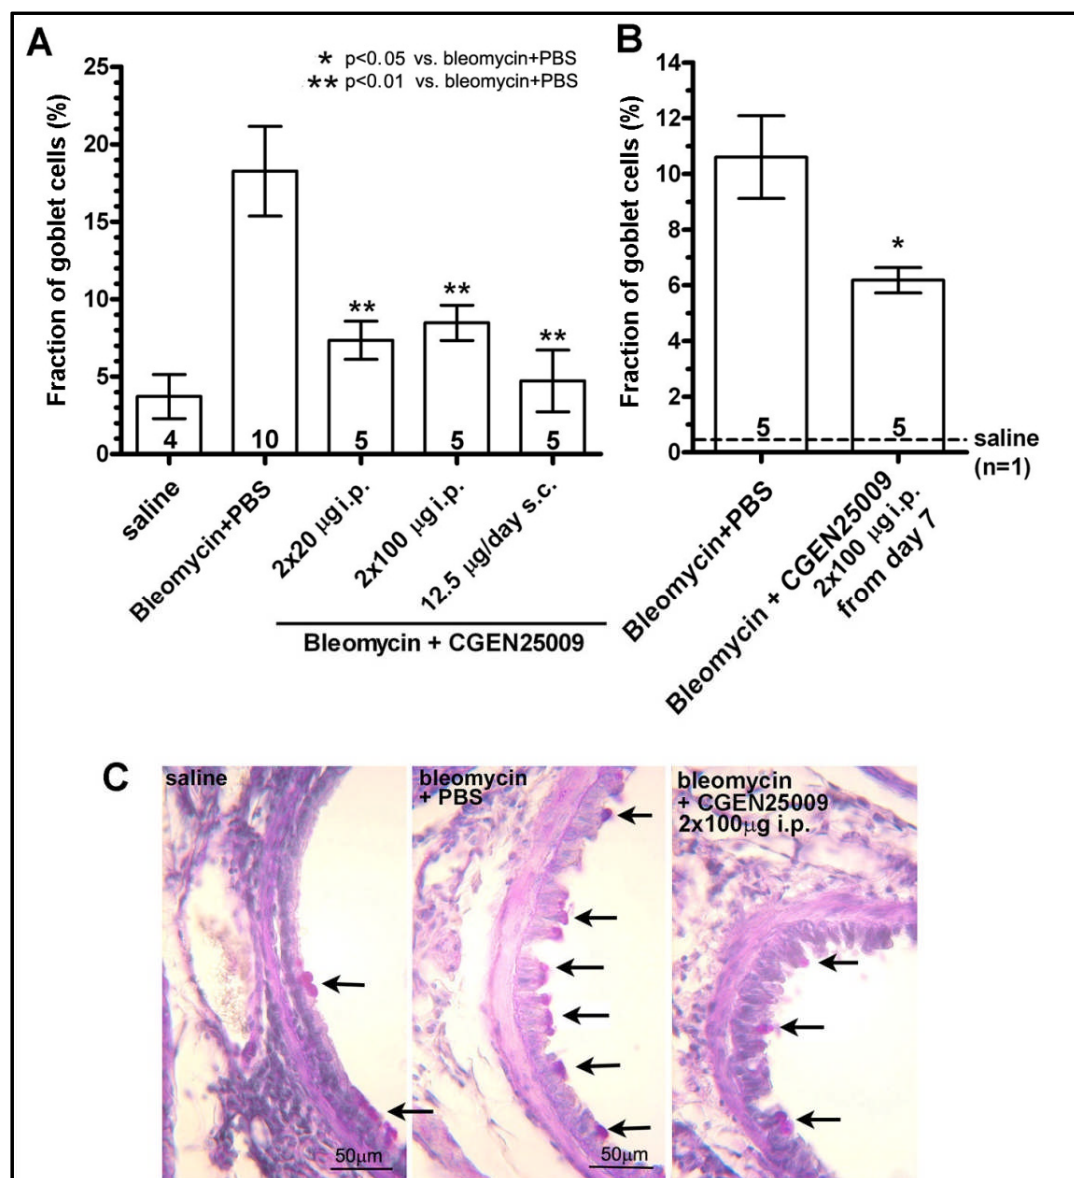 A
* p<0.05 vs. bleomycin+PBS
** p<0.01 vs. bleomycin+PBS
Fraction of goblet cells (%)
25
20
15
10
5
0
**
**
**
4
10
5
5
5
saline
Bleomycin+PBS
2x20 µg i.p.
2x100 µg i.p.
12.5 µg/day s.c.
Bleomycin + CGEN25009
B
Fraction of goblet cells (%)
14
12
10
8
6
4
2
0
*
5
5
saline
(n=1)
Bleomycin+PBS
Bleomycin + CGEN25009
2x100 µg i.p.
from day 7
C
saline
50µm
bleomycin
+ PBS
50µm
bleomycin
+ CGEN25009
2x100µg i.p.